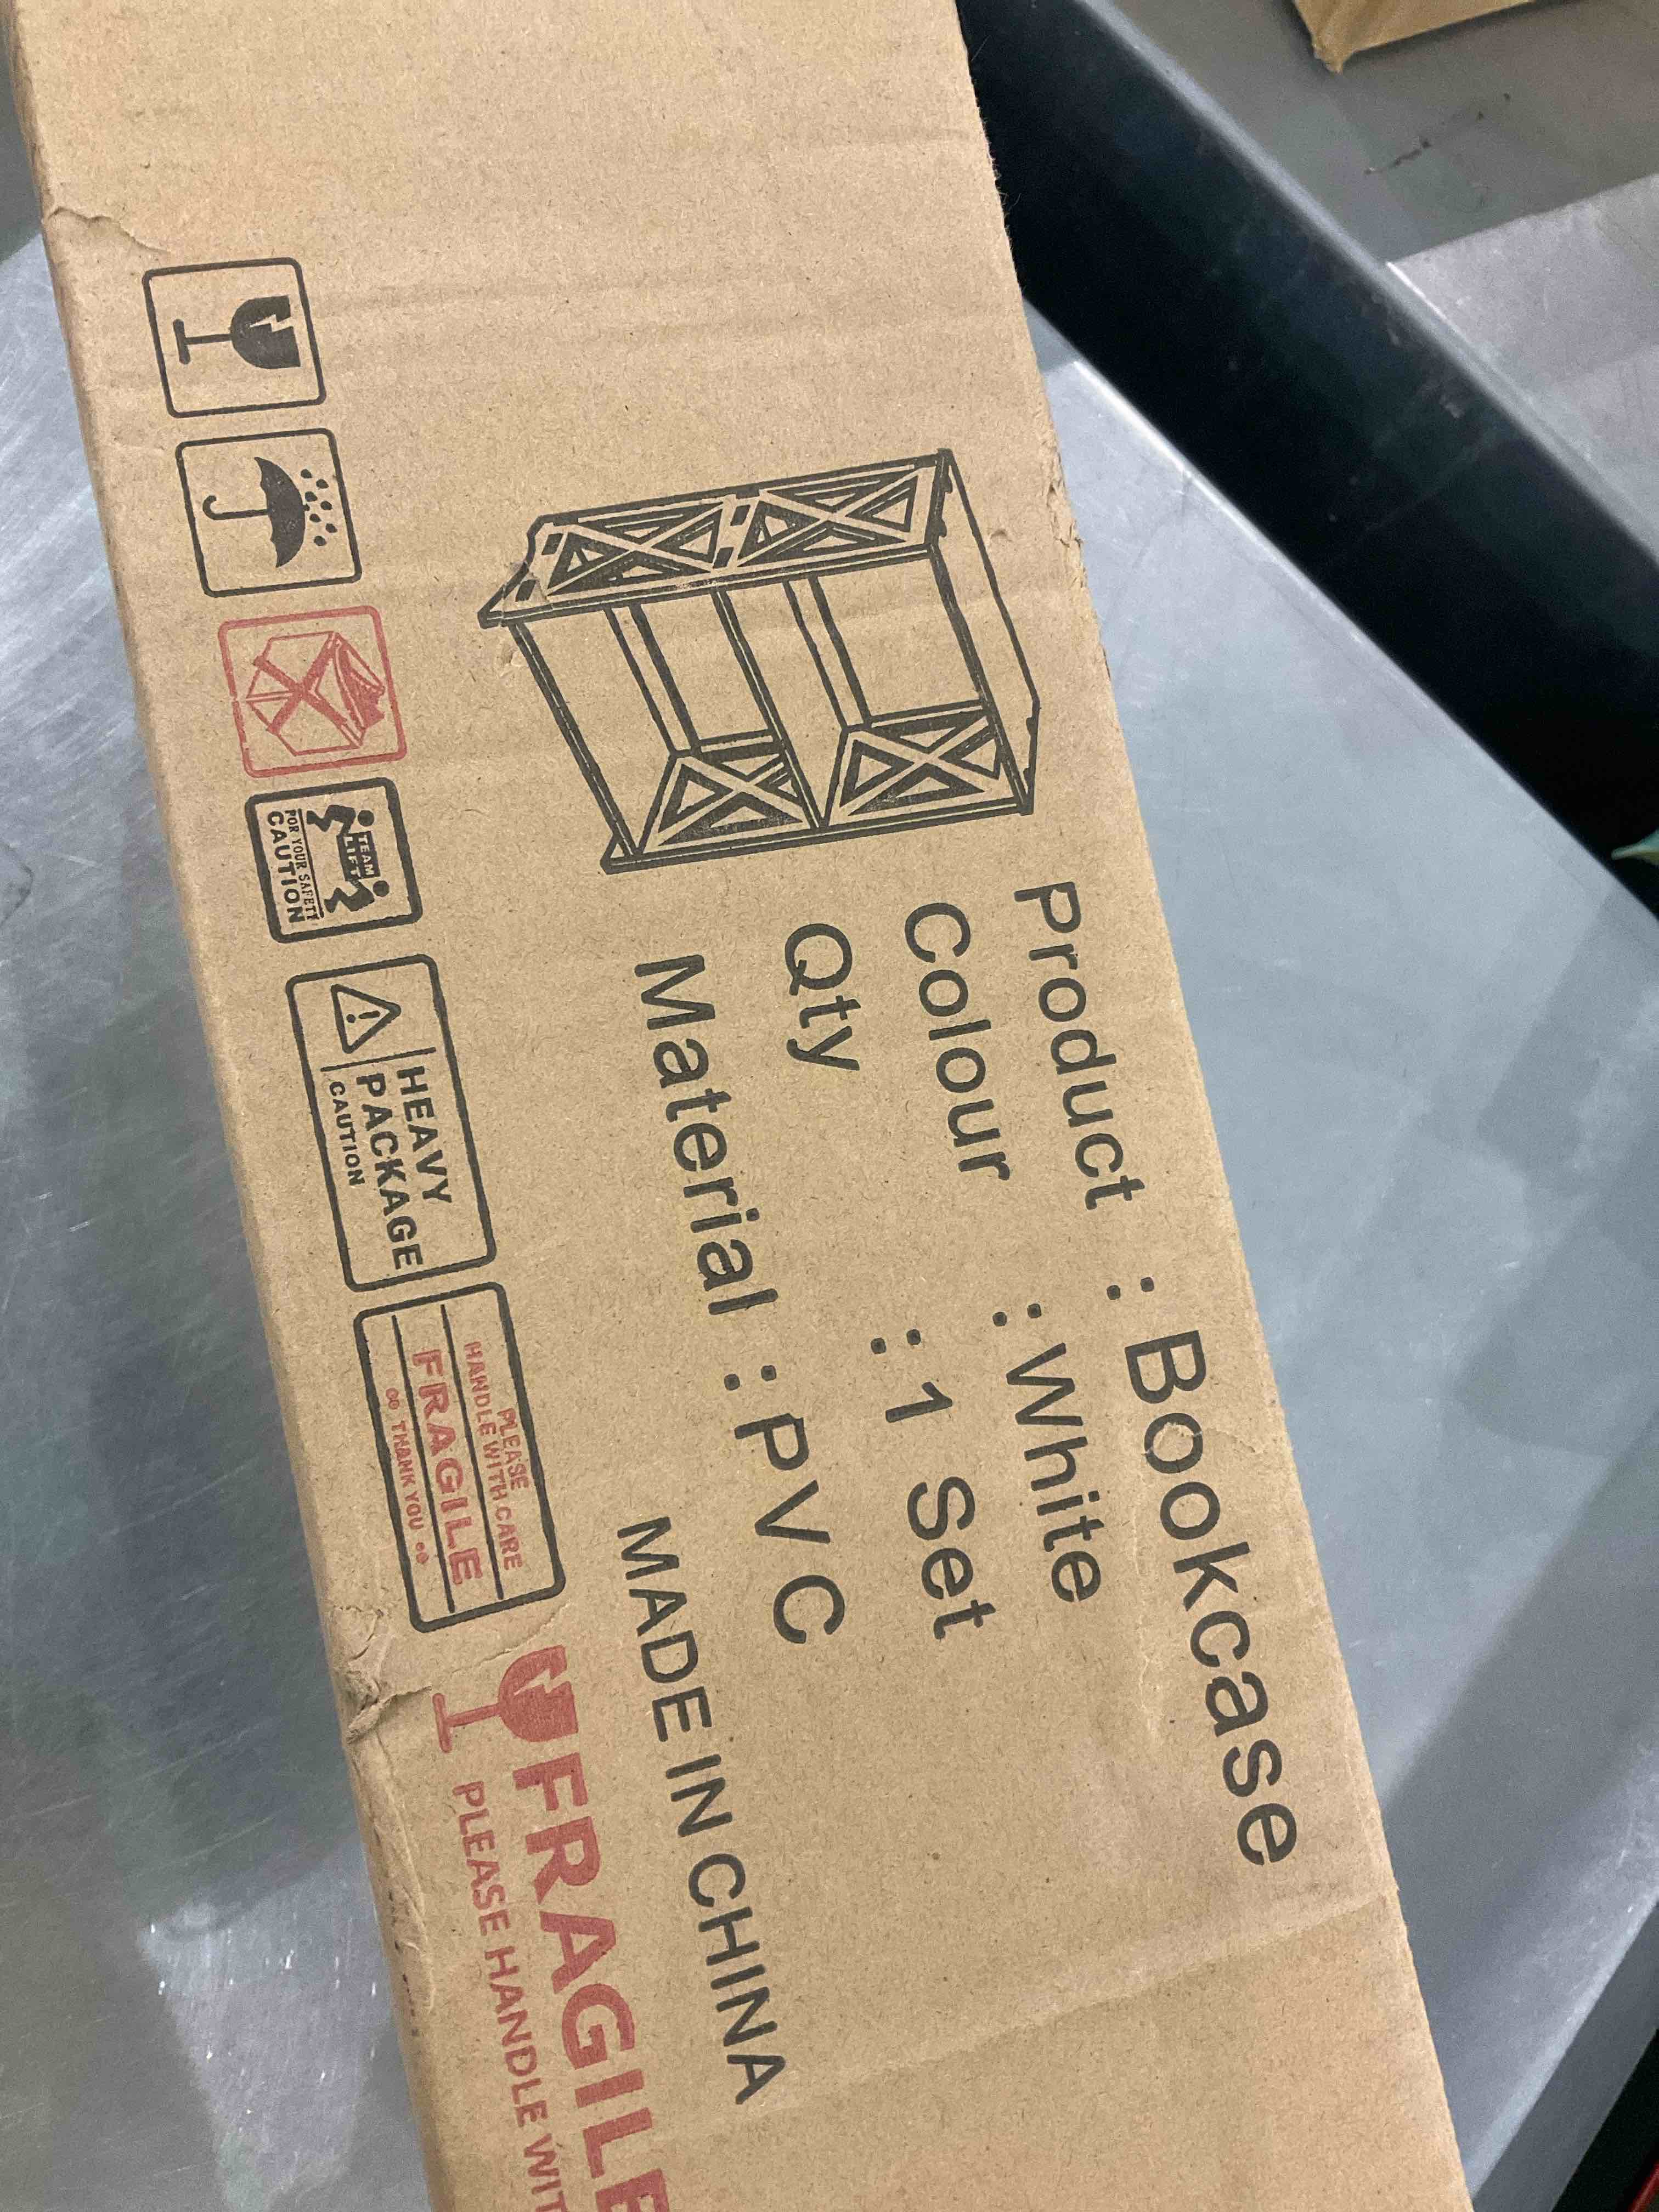 Product : Bookcase
Colour : White
Qty : 1 Set
Material : PVC
MADE IN CHINA
TEAM
LIFT
FOR YOUR SAFETY
CAUTION
HEAVY
PACKAGE
CAUTION
PLEASE
HANDLE WITH CARE
FRAGILE
THANK YOU
FRAGILE
PLEASE HANDLE WIT